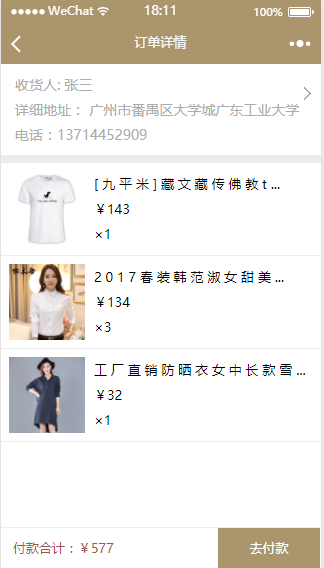 WeChat 18:11 100%
订单详情
收货人: 张三
详细地址： 广州市番禺区大学城广东工业大学
电话：13714452909
[九平米]藏文藏传佛教t...
￥143
×1
2017春装韩范淑女甜美...
￥134
×3
工厂直销防晒衣女中长款雪...
￥32
×1
付款合计：￥577 去付款